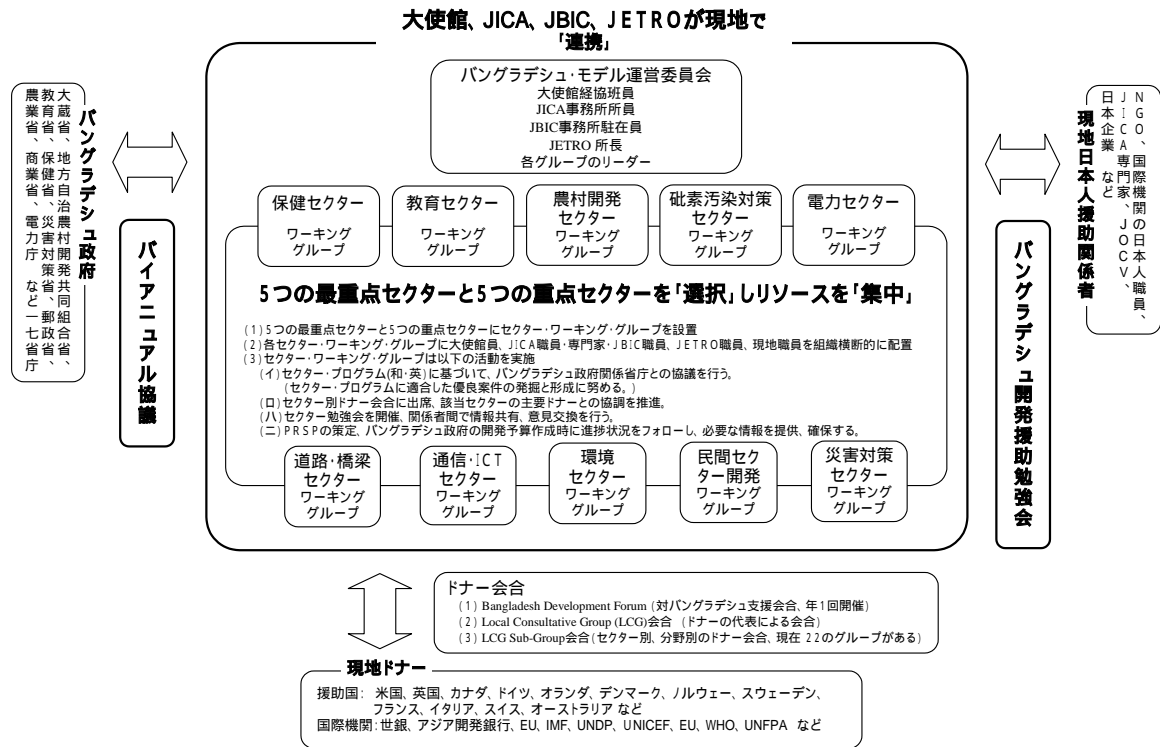 大使館、JICA、JBIC、JETROが現地で
「連携」
バングラデシュ・モデル運営委員会
大使館経協班員
JICA事務所所員
JBIC事務所駐在員
JETRO 所長
各グループのリーダー
バングラデシュ政府
大蔵省、地方自治農村開発共同組合省、
教育省、保健省、災害対策省、郵政省、
農業省、商業省、電力庁 など一七省庁
バイアニュアル協議
現地日本人援助関係者
NGO、国際機関の日本人職員、
JICA専門家、JOCV、
日本企業 など
バングラデシュ開発援助勉強会
保健セクター
ワーキング
グループ
教育セクター
ワーキング
グループ
農村開発
セクター
ワーキング
グループ
砒素汚染対策
セクター
ワーキング
グループ
電力セクター
ワーキング
グループ
5つの最重点セクターと5つの重点セクターを「選択」しリソースを「集中」
(1)5つの最重点セクターと5つの重点セクターにセクター・ワーキング・グループを設置
(2)各セクター・ワーキング・グループに大使館員、JICA職員・専門家・JBIC職員、JETRO職員、現地職員を組織横断的に配置
(3)セクター・ワーキング・グループは以下の活動を実施
(イ)セクター・プログラム(和・英)に基づいて、バングラデシュ政府関係省庁との協議を行う。
(セクター・プログラムに適合した優良案件の発掘と形成に努める。)
(ロ)セクター別ドナー会合に出席、該当セクターの主要ドナーとの協調を推進。
(ハ)セクター勉強会を開催、関係者間で情報共有、意見交換を行う。
(ニ)PRSPの策定、バングラデシュ政府の開発予算作成時に進捗状況をフォローし、必要な情報を提供、確保する。
道路・橋梁
セクター
ワーキング
グループ
通信・ICT
セクター
ワーキング
グループ
環境
セクター
ワーキング
グループ
民間セク
ター開発
ワーキング
グループ
災害対策
セクター
ワーキング
グループ
ドナー会合
(1) Bangladesh Development Forum (対バングラデシュ支援会合、年1回開催)
(2) Local Consultative Group (LCG)会合 (ドナーの代表による会合)
(3) LCG Sub-Group会合(セクター別、分野別のドナー会合、現在 22のグループがある)
現地ドナー
援助国: 米国、英国、カナダ、ドイツ、オランダ、デンマーク、ノルウェー、スウェーデン、
フランス、イタリア、スイス、オーストラリア など
国際機関:世銀、アジア開発銀行、EU、IMF、UNDP、UNICEF、EU、WHO、UNFPA など